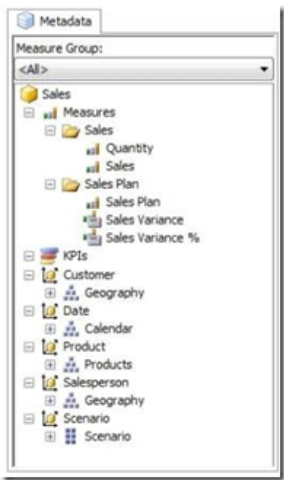 Metadata
Measure Group:
<All>
Sales
Measures
Sales
Quantity
Sales
Sales Plan
Sales Plan
Sales Variance
Sales Variance %
KPIs
Customer
Geography
Date
Calendar
Product
Products
Salesperson
Geography
Scenario
Scenario